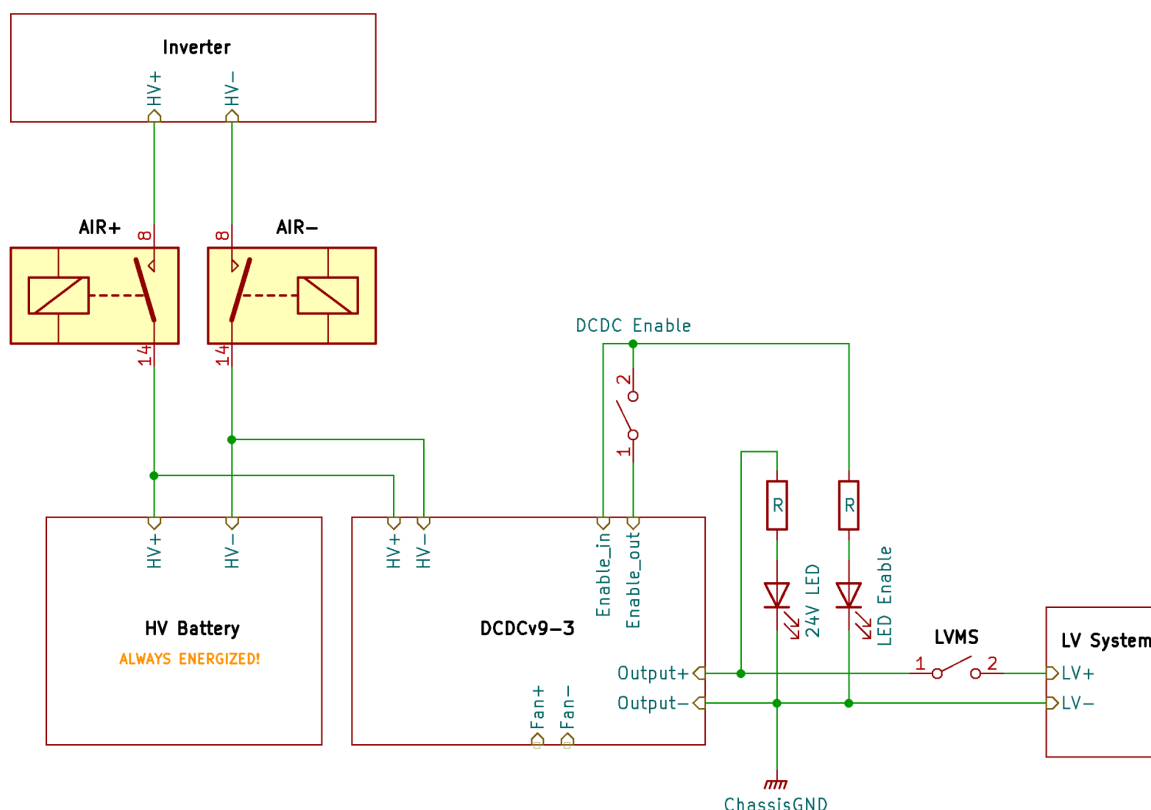 Inverter
HV+
HV-
AIR+
AIR-
8
8
14
14
DCDC Enable
2
1
R
R
HV+
HV-
HV+
HV-
Enable_in
Enable_out
24V LED
LED Enable
HV Battery
ALWAYS ENERGIZED!
DCDCv9-3
LVMS
LV System
Output+
1
2
LV+
Output-
LV-
Fan+
Fan-
ChassisGND